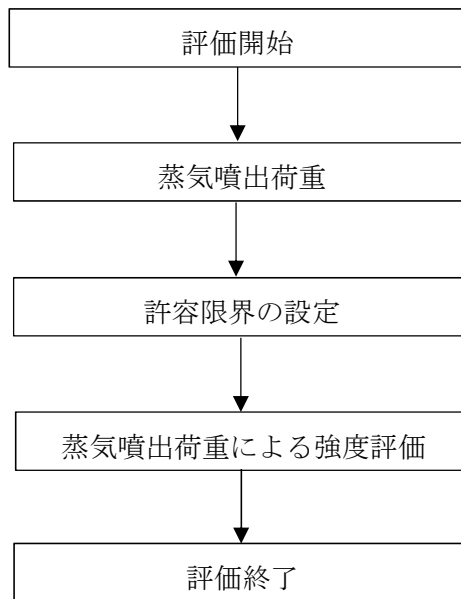 評価開始
蒸気噴出荷重
許容限界の設定
蒸気噴出荷重による強度評価
評価終了